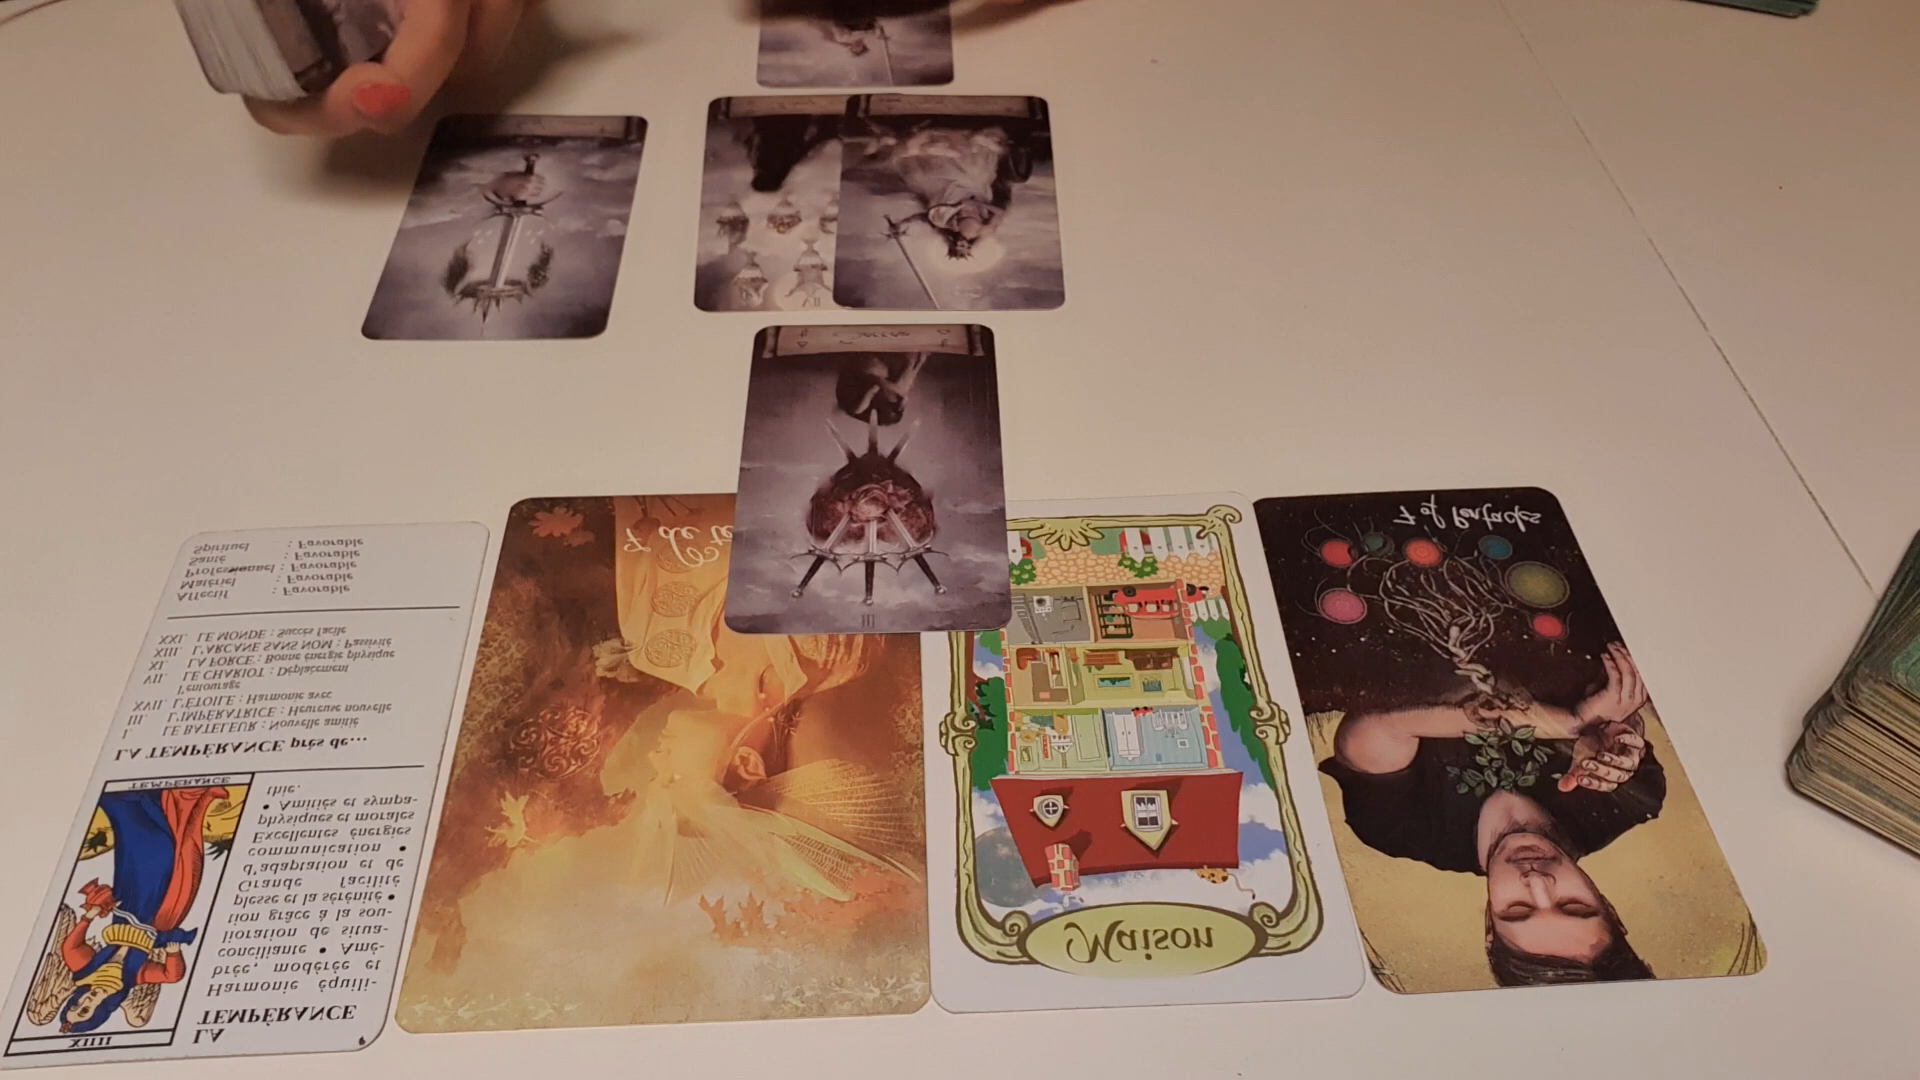 XIIII
LA
TEMPÉRANCE
Harmonie équili-
brée, modérée et
conciliante • Amé-
lioration de situa-
tion grâce à la sou-
plesse et la sérénité •
Grande facilité
d'adaptation et de
communication •
Excellentes énergies
physiques et morales
• Amitiés et sympa-
thie.
TEMPERANCE
LA TEMPÉRANCE près de...
I. LE BATELEUR : Nouvelle amitié
III. L'IMPÉRATRICE : Heureuse nouvelle
XVII. L'ÉTOILE : Harmonie avec
l'entourage
VII. LE CHARIOT : Déplacement
XI. LA FORCE : Bonne énergie physique
XIII. L'ARCANE SANS NOM : Passivité
XXI. LE MONDE : Succès facile
Affectif : Favorable
Matériel : Favorable
Professionnel : Favorable
Santé : Favorable
Spirituel : Favorable
de
Maison
7 of Pentacles
III
VII